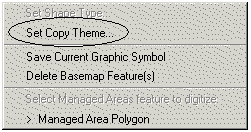 Set Shape Type
Set Copy Theme...
Save Current Graphic Symbol
Delete Basemap Feature(s)
Select Managed Areas feature to digitize:
> Managed Area Polygon